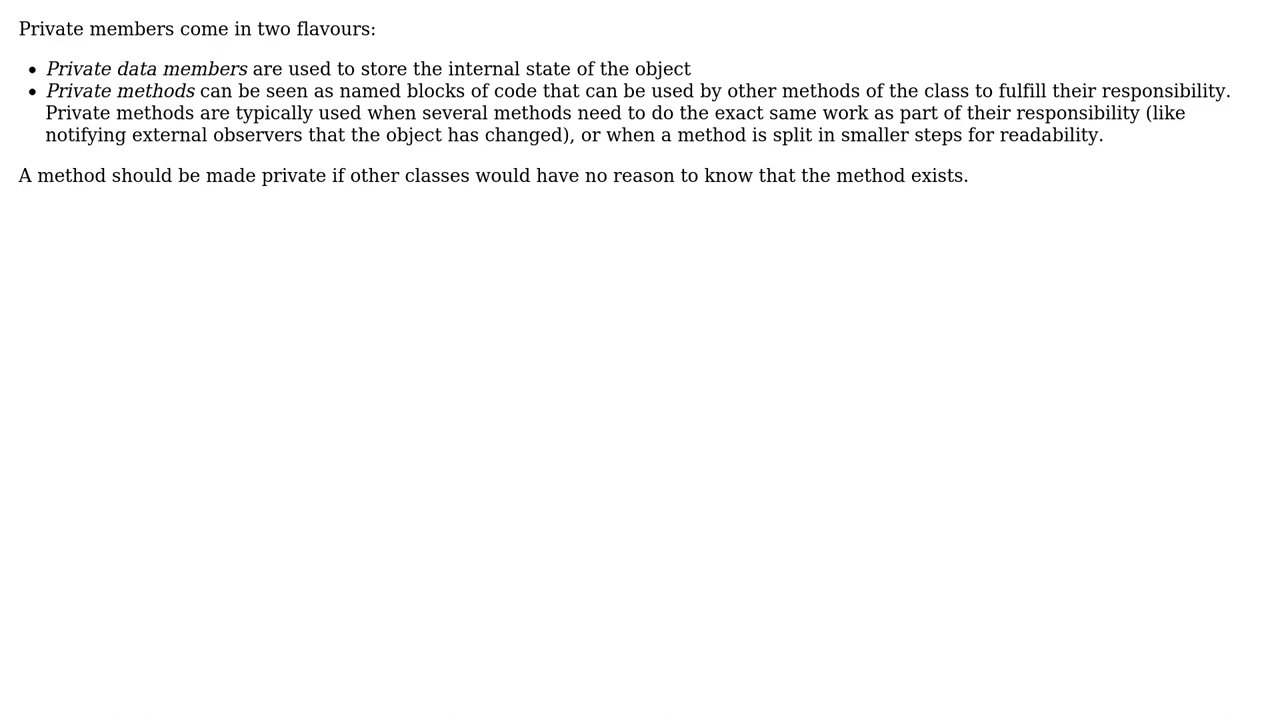 Private members come in two flavours:
• Private data members are used to store the internal state of the object
• Private methods can be seen as named blocks of code that can be used by other methods of the class to fulfill their responsibility.
Private methods are typically used when several methods need to do the exact same work as part of their responsibility (like
notifying external observers that the object has changed), or when a method is split in smaller steps for readability.
A method should be made private if other classes would have no reason to know that the method exists.